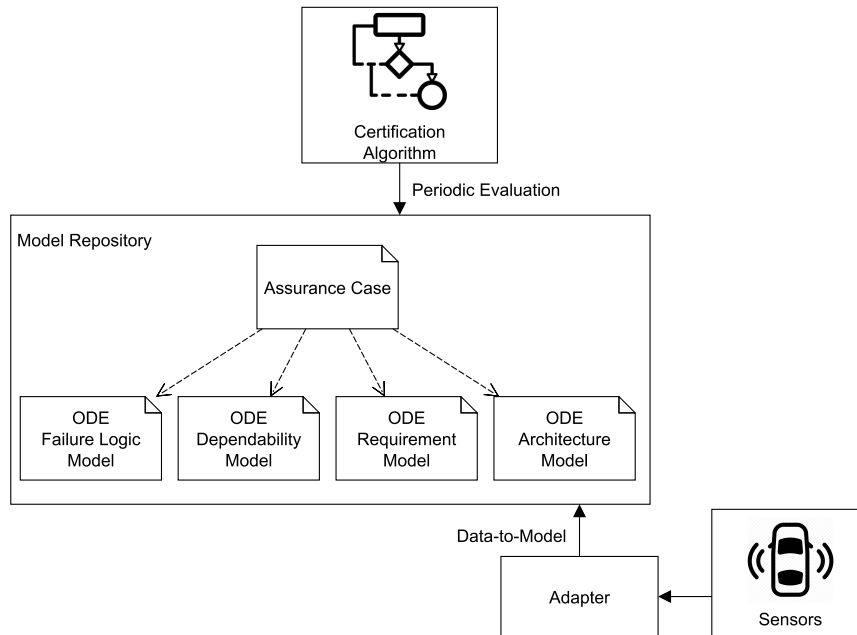 Certification
Algorithm
Periodic Evaluation
Model Repository
Assurance Case
ODE
Failure Logic
Model
ODE
Dependability
Model
ODE
Requirement
Model
ODE
Architecture
Model
Data-to-Model
Adapter
Sensors